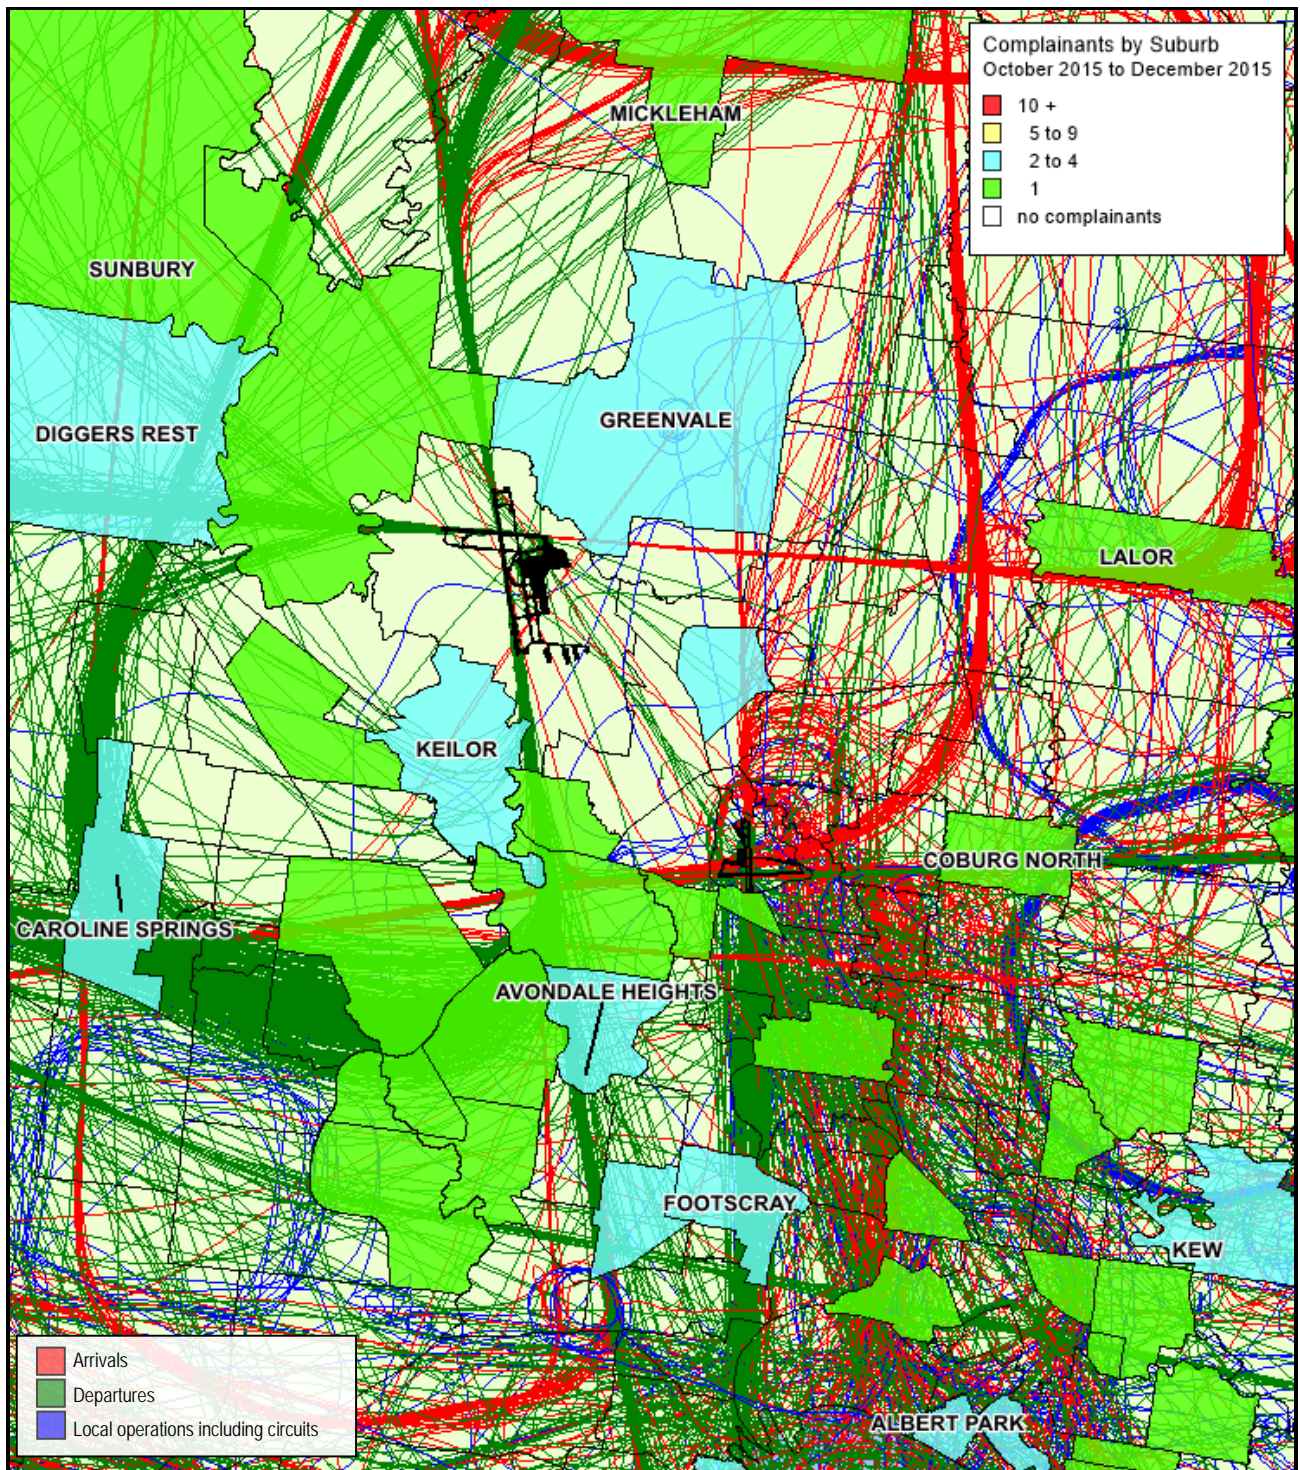 Complainants by Suburb
October 2015 to December 2015
10 +
5 to 9
2 to 4
1
no complainants
MICKLEHAM
SUNBURY
GREENVALE
DIGGERS REST
LALOR
KEILOR
COBURG NORTH
CAROLINE SPRINGS
AVONDALE HEIGHTS
FOOTSCRAY
KEW
Arrivals
Departures
Local operations including circuits
ALBERT PARK